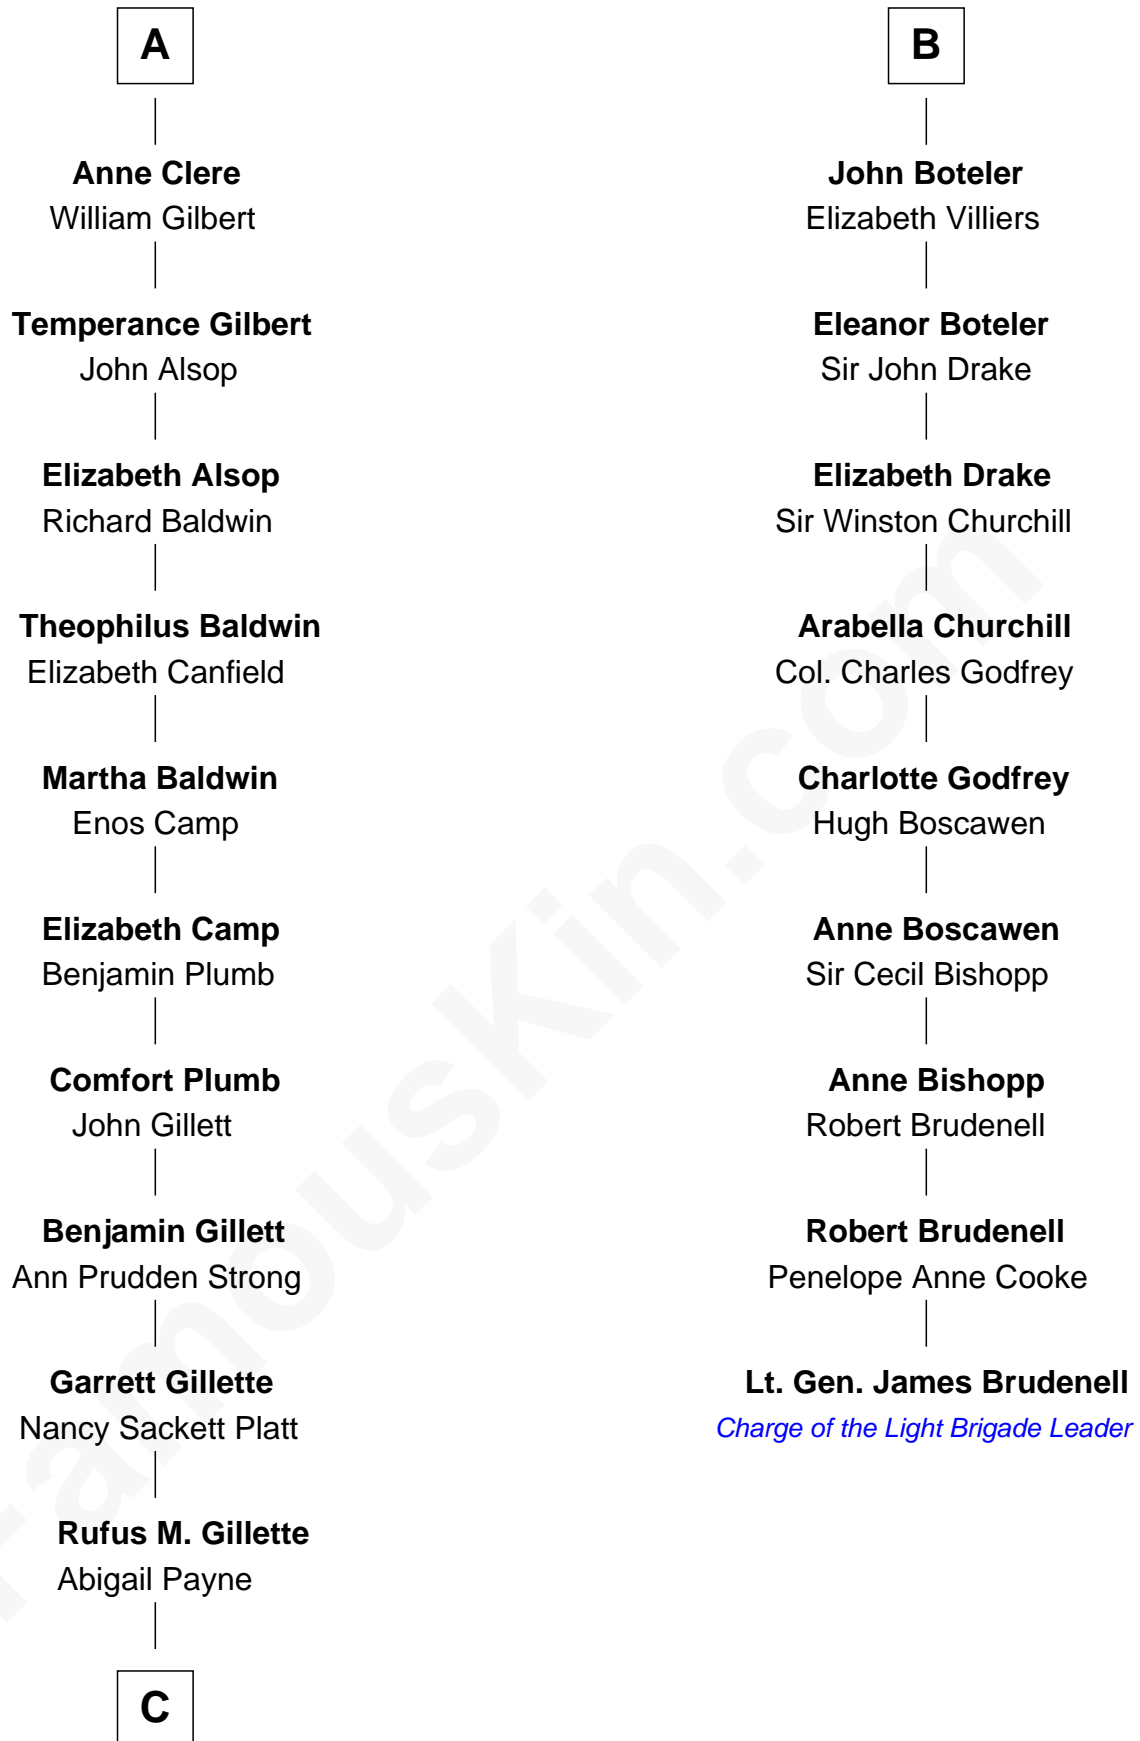 A
Anne Clere
William Gilbert
Temperance Gilbert
John Alsop
Elizabeth Alsop
Richard Baldwin
Theophilus Baldwin
Elizabeth Canfield
Martha Baldwin
Enos Camp
Elizabeth Camp
Benjamin Plumb
Comfort Plumb
John Gillett
Benjamin Gillett
Ann Prudden Strong
Garrett Gillette
Nancy Sackett Platt
Rufus M. Gillette
Abigail Payne
C
B
John Boteler
Elizabeth Villiers
Eleanor Boteler
Sir John Drake
Elizabeth Drake
Sir Winston Churchill
Arabella Churchill
Col. Charles Godfrey
Charlotte Godfrey
Hugh Boscawen
Anne Boscawen
Sir Cecil Bishopp
Anne Bishopp
Robert Brudenell
Robert Brudenell
Penelope Anne Cooke
Lt. Gen. James Brudenell
Charge of the Light Brigade Leader
FamousKin.com